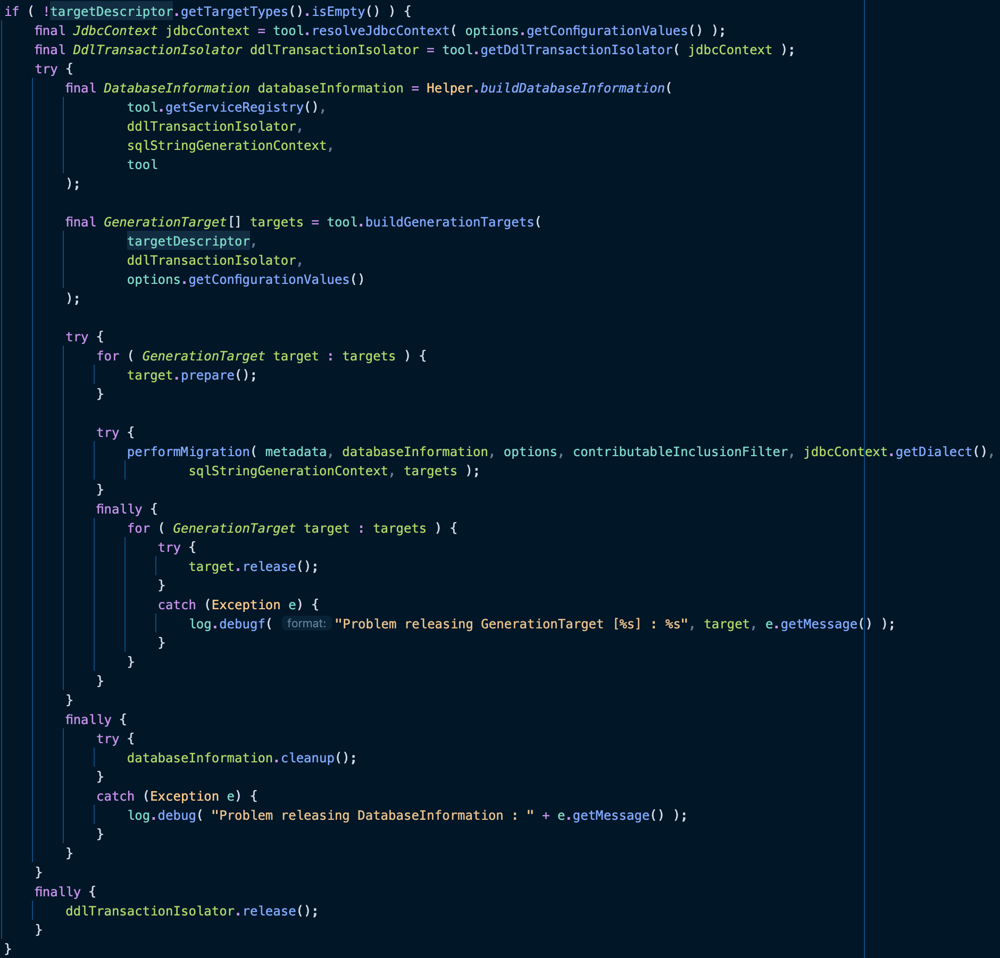 if ( !targetDescriptor.getTargetTypes().isEmpty() ) {
    final JdbcContext jdbcContext = tool.resolveJdbcContext( options.getConfigurationValues() );
    final DdlTransactionIsolator ddlTransactionIsolator = tool.getDdlTransactionIsolator( jdbcContext );
    try {
        final DatabaseInformation databaseInformation = Helper.buildDatabaseInformation(
                tool.getServiceRegistry(),
                ddlTransactionIsolator,
                sqlStringGenerationContext,
                tool
        );

        final GenerationTarget[] targets = tool.buildGenerationTargets(
                targetDescriptor,
                ddlTransactionIsolator,
                options.getConfigurationValues()
        );

        try {
            for ( GenerationTarget target : targets ) {
                target.prepare();
            }

            try {
                performMigration( metadata, databaseInformation, options, contributableInclusionFilter, jdbcContext.getDialect(),
                        sqlStringGenerationContext, targets );
            }
            finally {
                for ( GenerationTarget target : targets ) {
                    try {
                        target.release();
                    }
                    catch (Exception e) {
                        log.debugf( format: "Problem releasing GenerationTarget [%s] : %s", target, e.getMessage() );
                    }
                }
            }
        }
        finally {
            try {
                databaseInformation.cleanup();
            }
            catch (Exception e) {
                log.debug( "Problem releasing DatabaseInformation : " + e.getMessage() );
            }
        }
    }
    finally {
        ddlTransactionIsolator.release();
    }
}